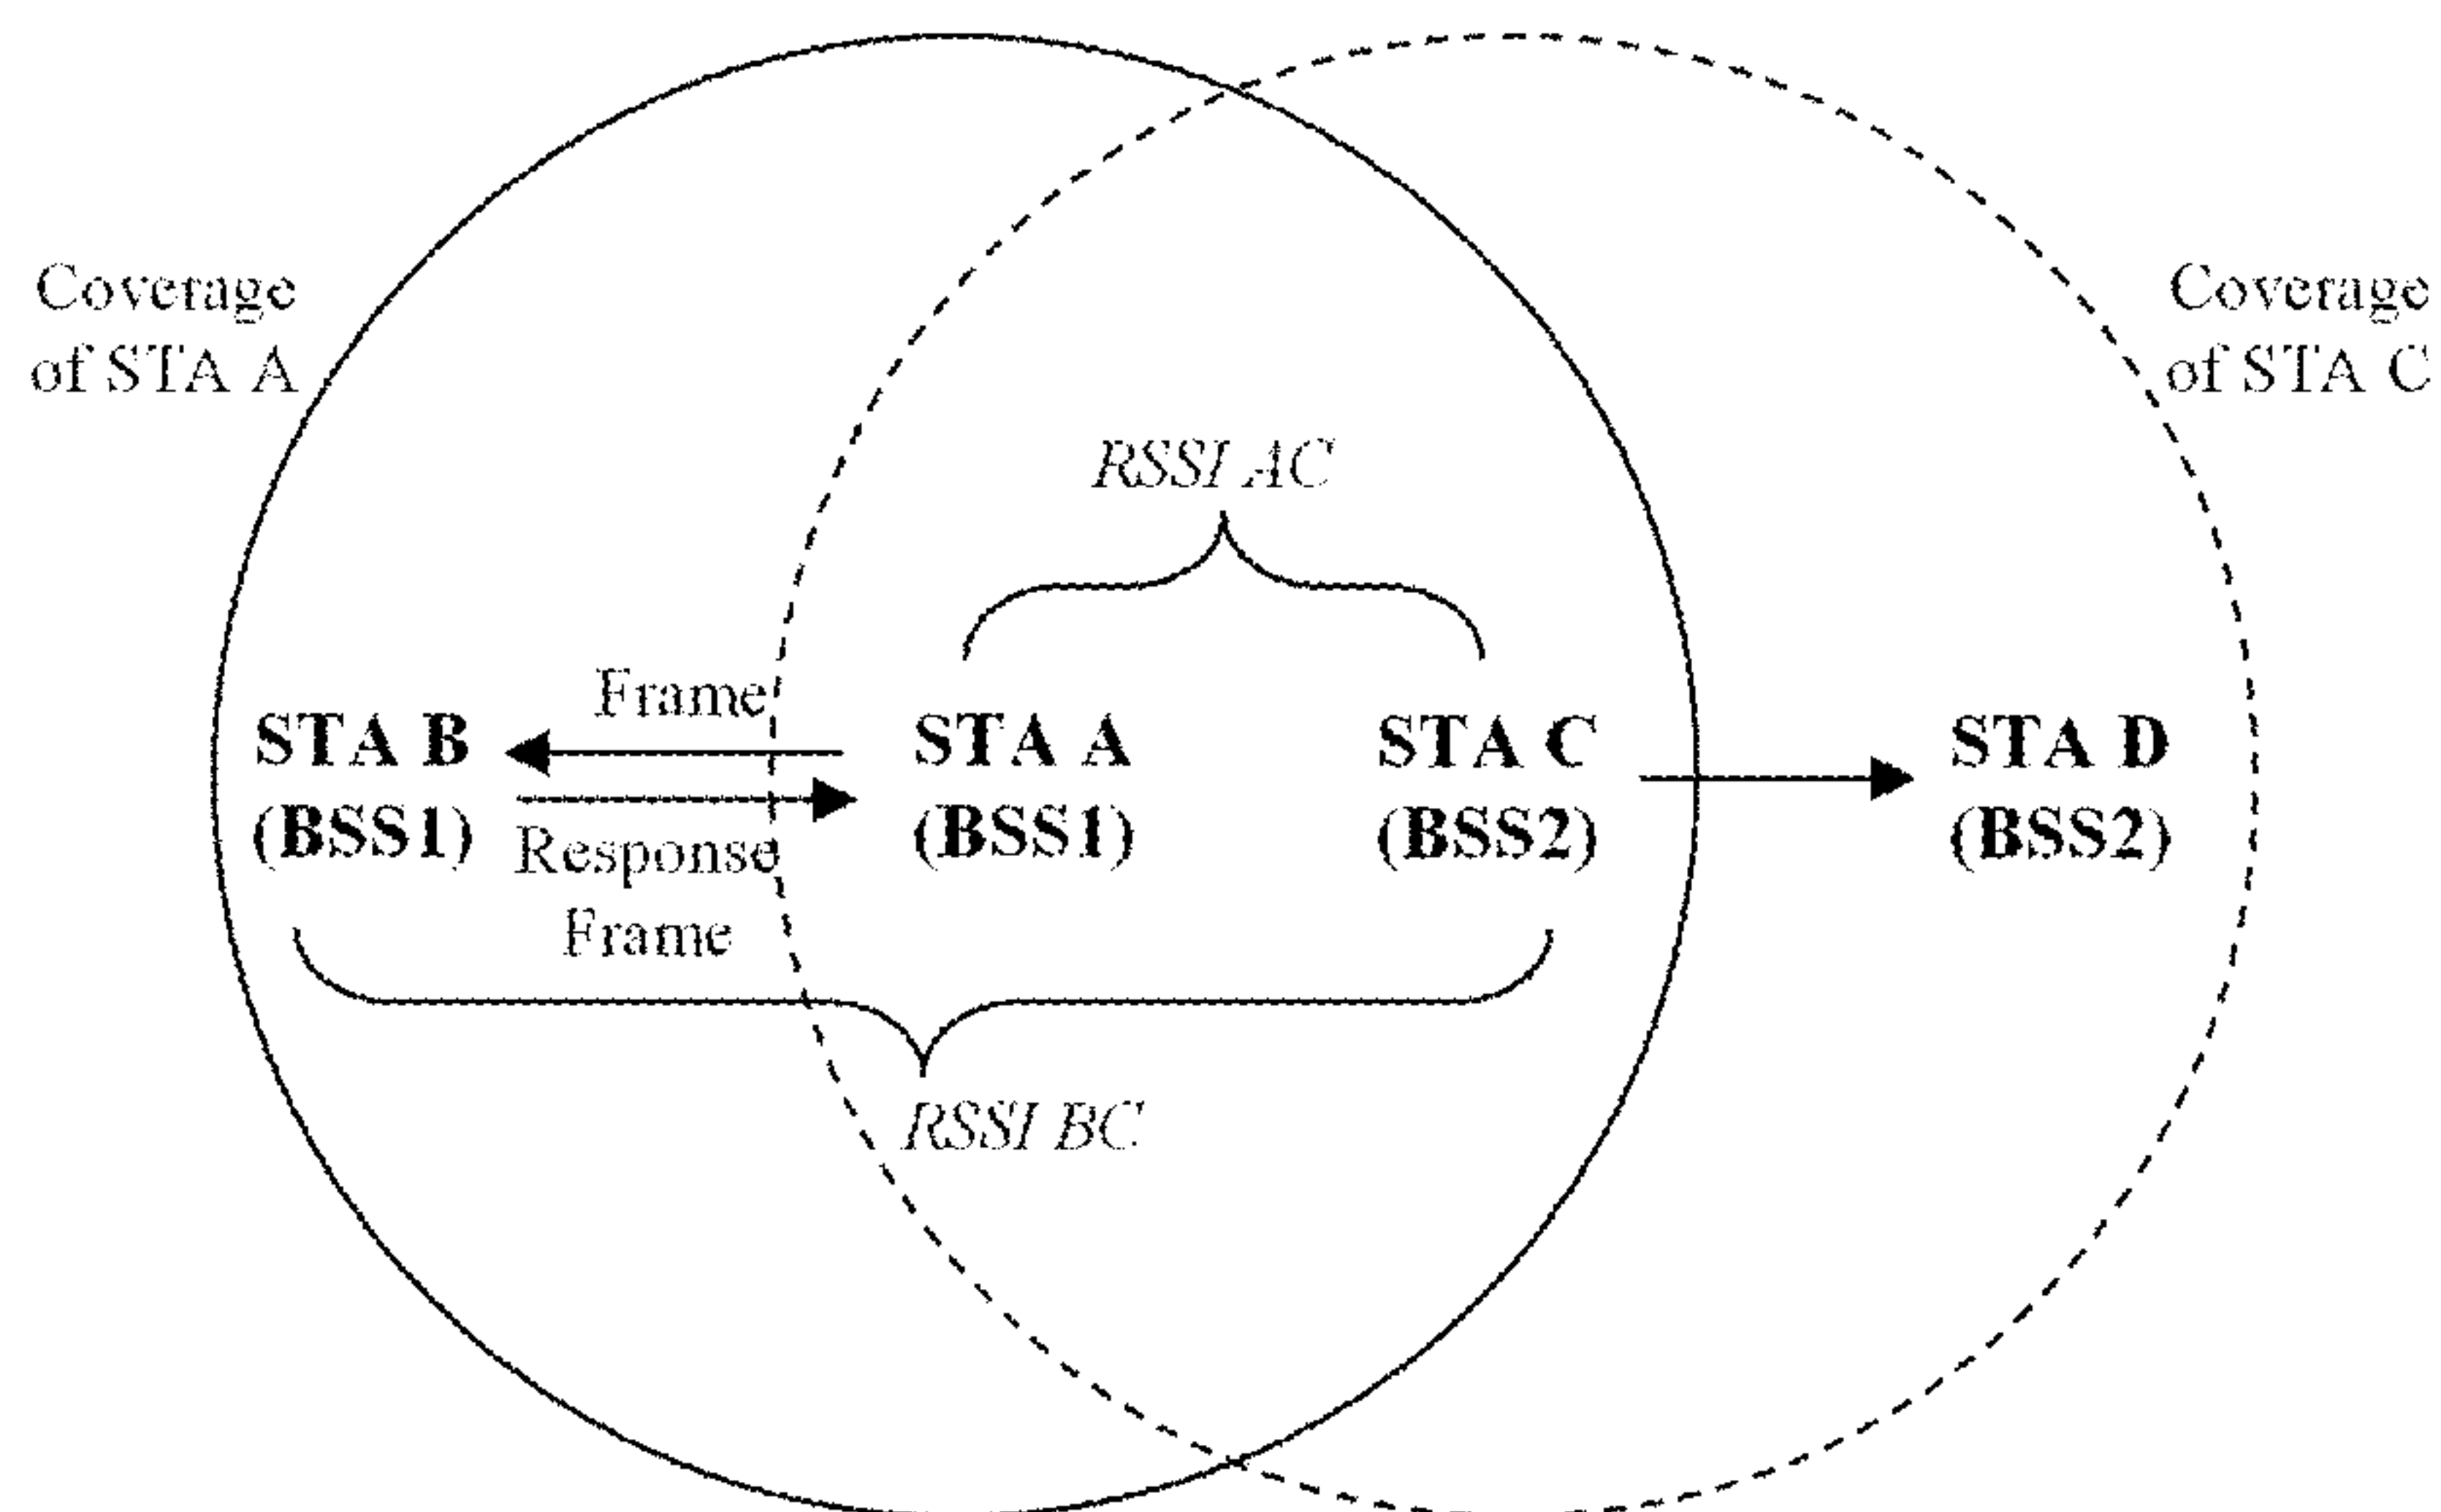 Coverage
of STA A
Coverage
of STA C
RSSI AC
Frame
STA B
(BSS1)
Response
Frame
STA A
(BSS1)
STA C
(BSS2)
STA D
(BSS2)
RSSI BC